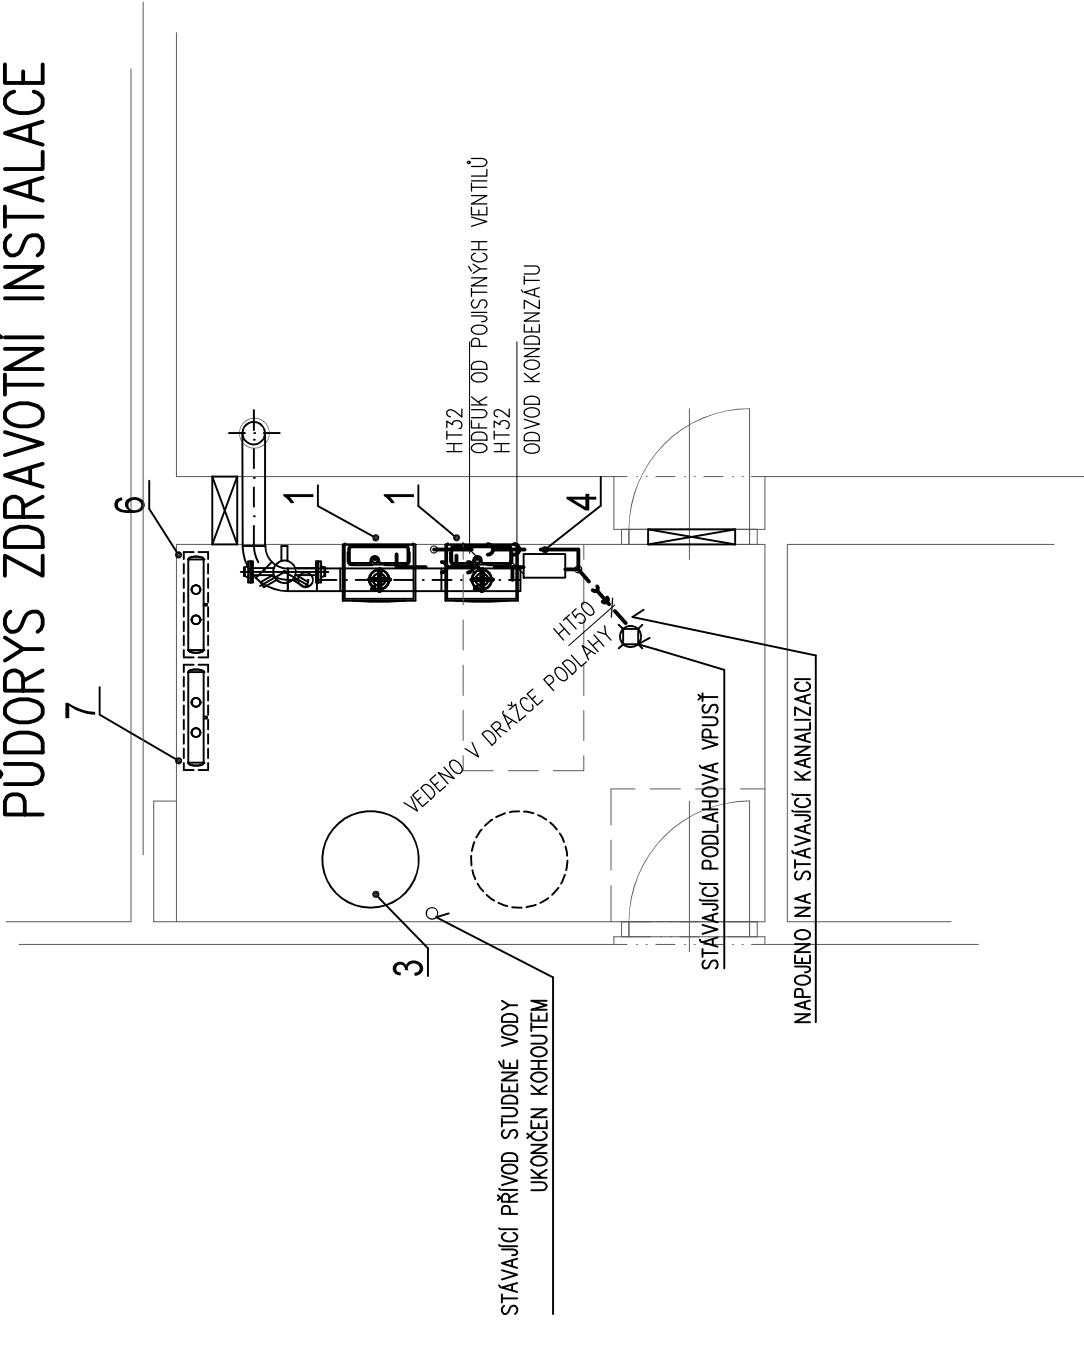 PŮDORYS ZDRAVOTNÍ INSTALACE
6
7
1
1
HT32
ODFUK OD POJISTNÝCH VENTILŮ
HT32
ODVOD KONDENZÁTU
4
HT50
VEDENO V DRÁŽCE PODLAHY
3
STÁVAJÍCÍ PŘÍVOD STUDENÉ VODY
UKONČEN KOHOUTEM
STÁVAJÍCÍ PODLAHOVÁ VPUSŤ
NAPOJENO NA STÁVAJÍCÍ KANALIZACI